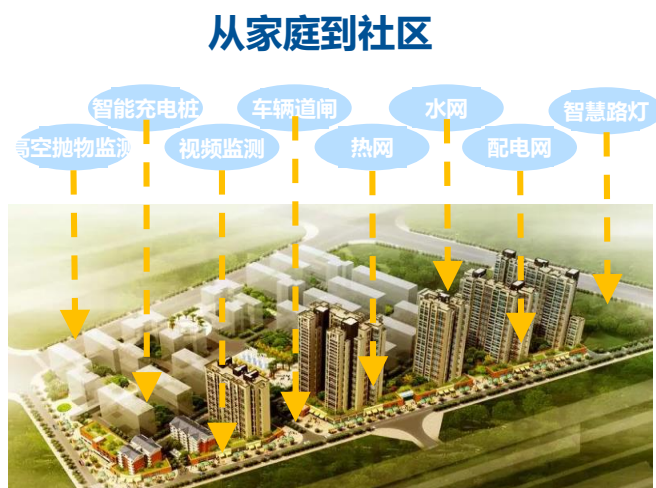 从家庭到社区
智能充电桩
车辆道闸
水网
智慧路灯
高空抛物监测
视频监测
热网
配电网